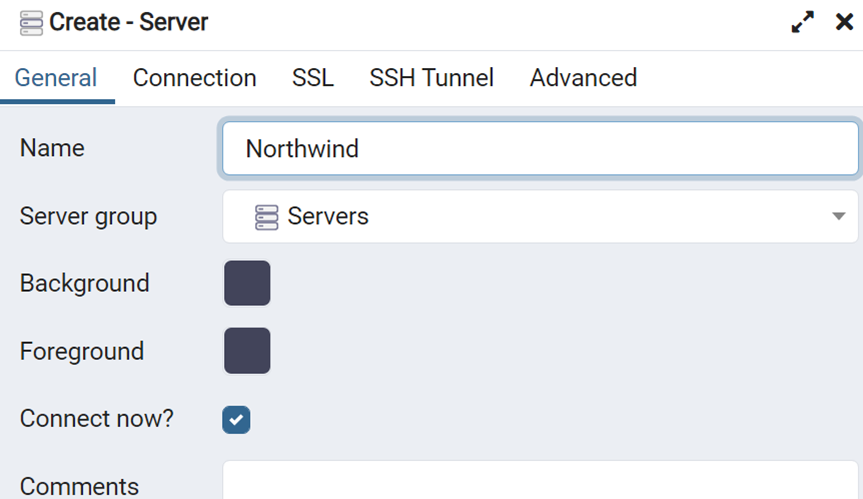 Create - Server
General Connection SSL SSH Tunnel Advanced
Name Northwind
Server group Servers
Background
Foreground
Connect now?
Comments